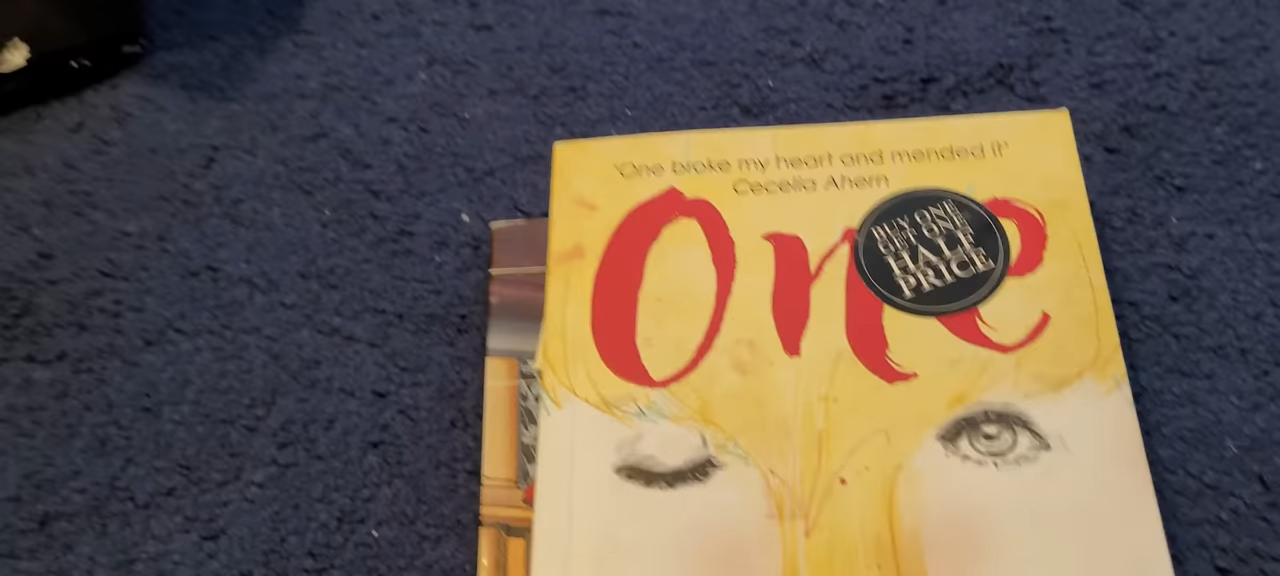 'One broke my heart and mended it'
Cecelia Ahern
One
BUY ONE
GET ONE
HALF
PRICE